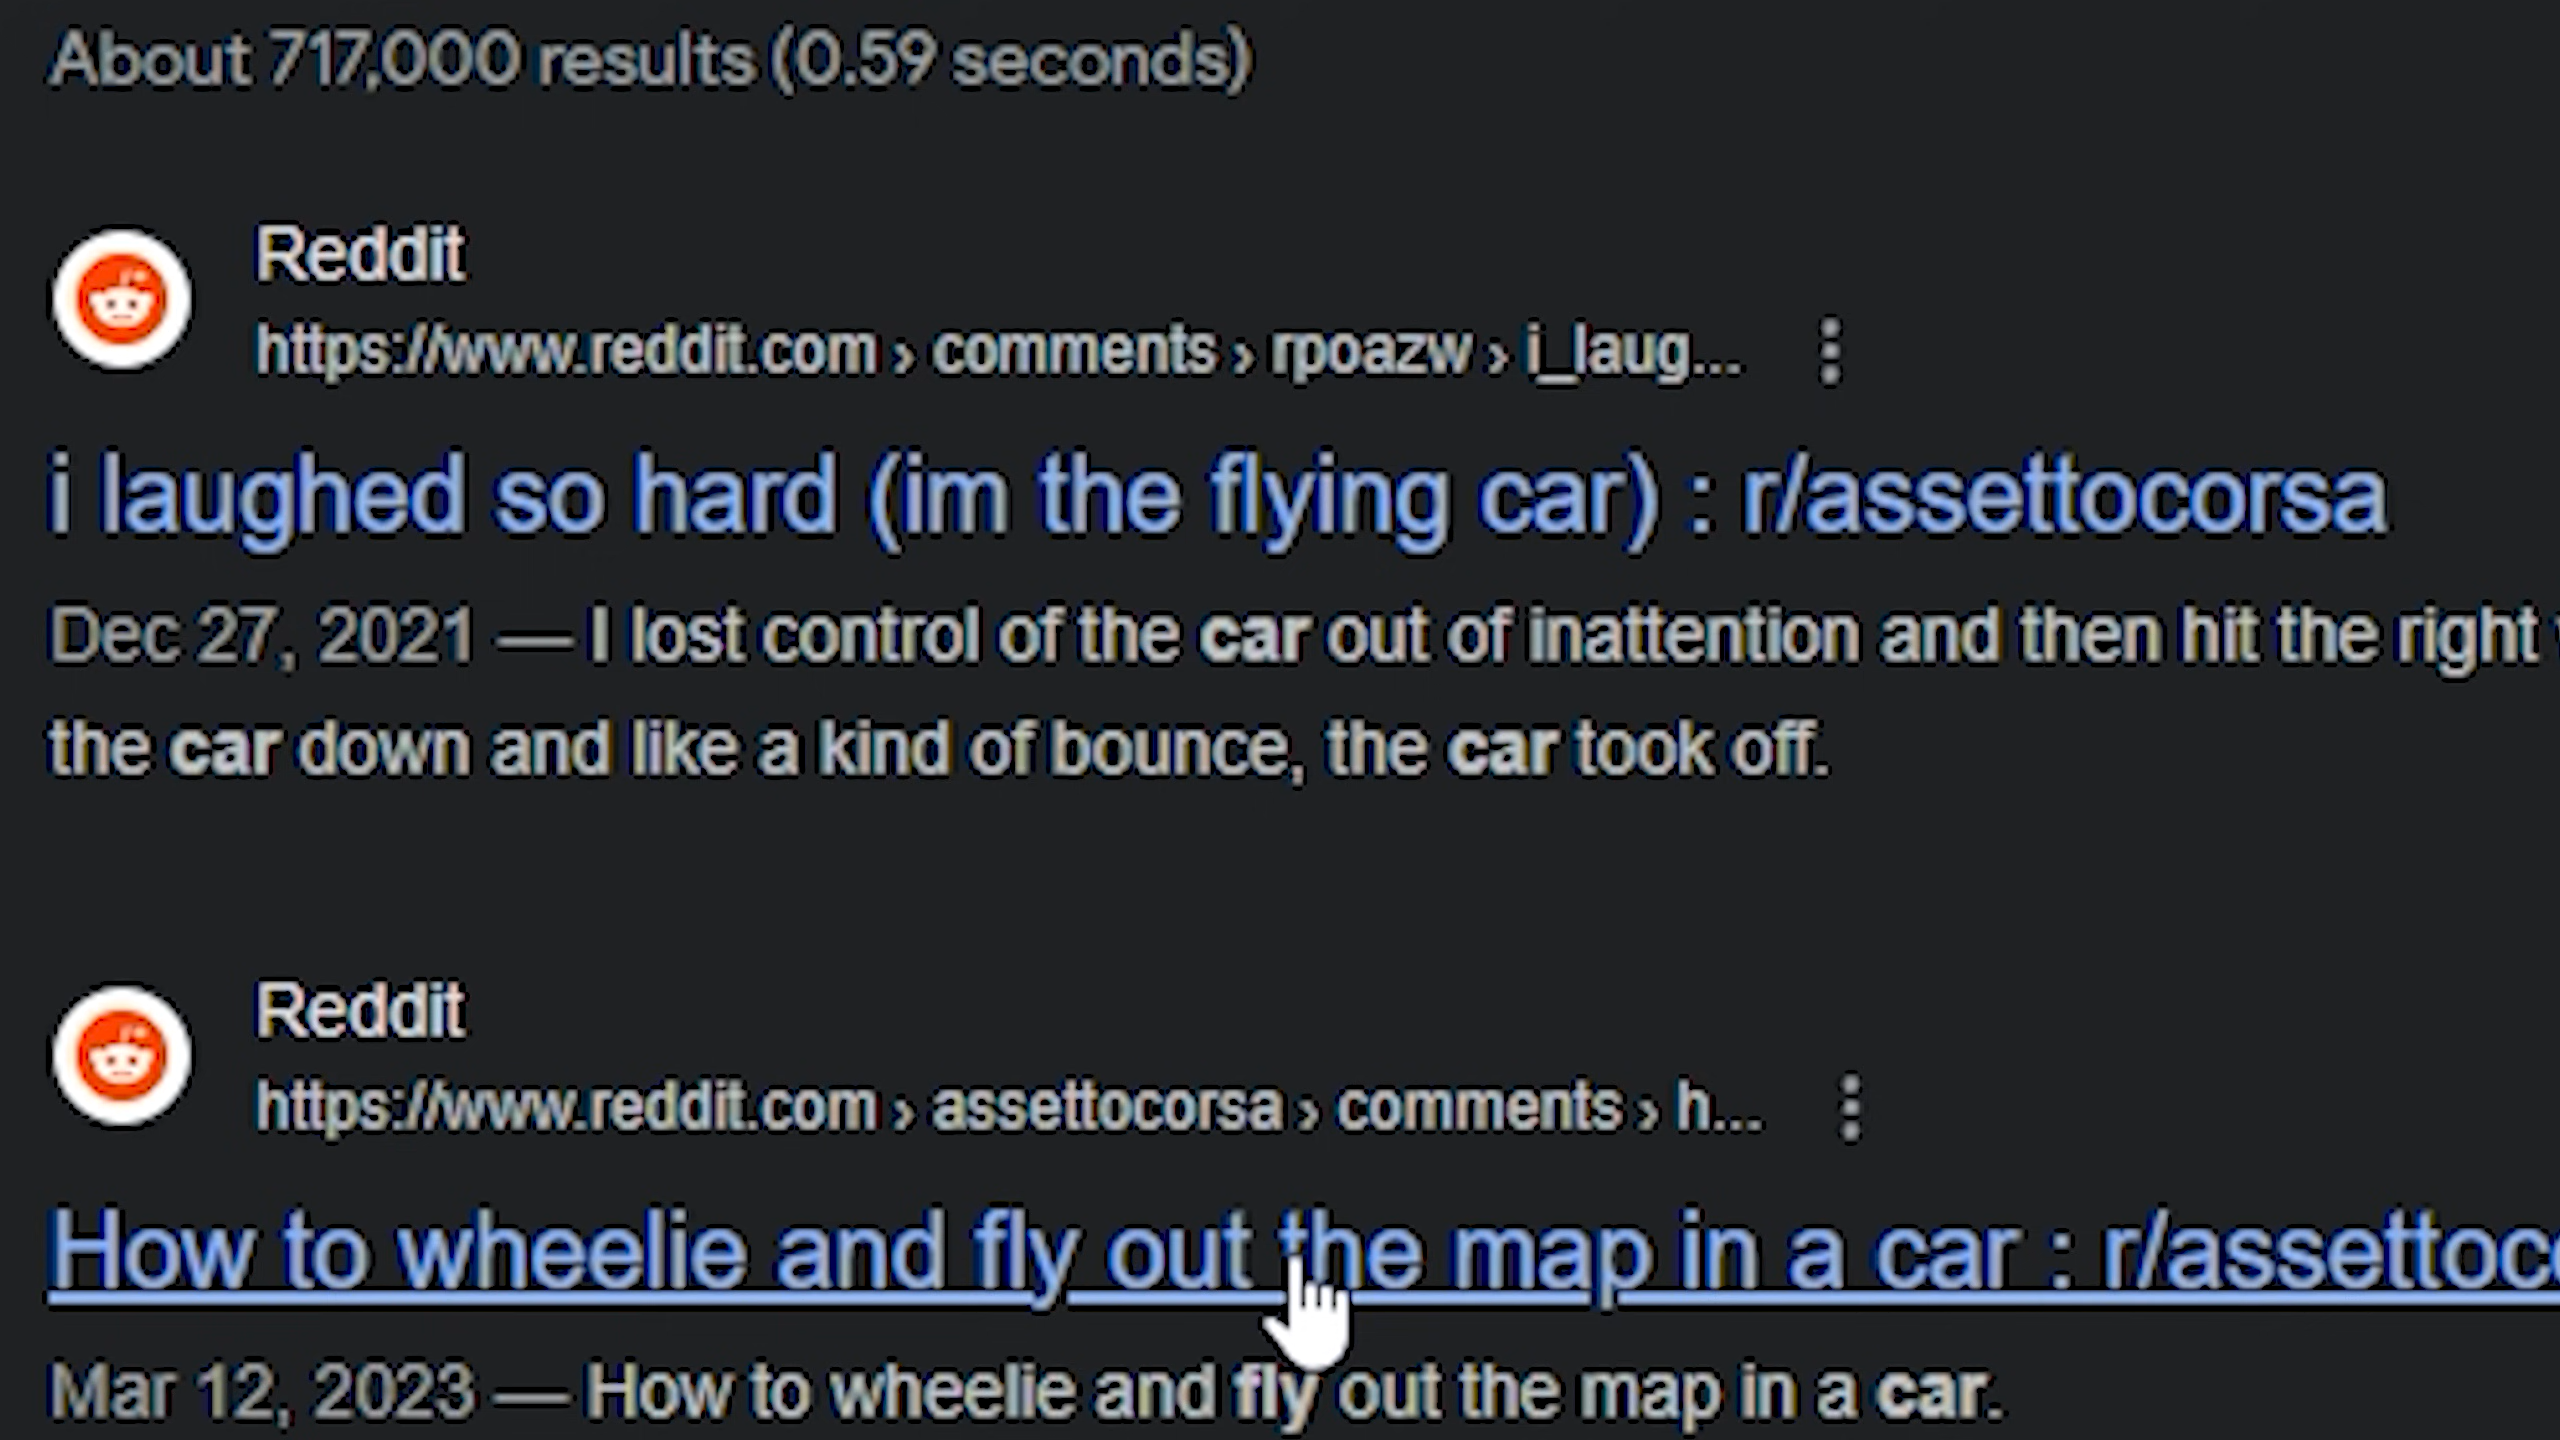 About 717,000 results (0.59 seconds)
Reddit
https://www.reddit.com › comments › rpoazw › i_laug...
i laughed so hard (im the flying car) : r/assettocorsa
Dec 27, 2021 — I lost control of the car out of inattention and then hit the right
the car down and like a kind of bounce, the car took off.
Reddit
https://www.reddit.com › assettocorsa › comments › h...
How to wheelie and fly out the map in a car : r/assettoc
Mar 12, 2023 — How to wheelie and fly out the map in a car.